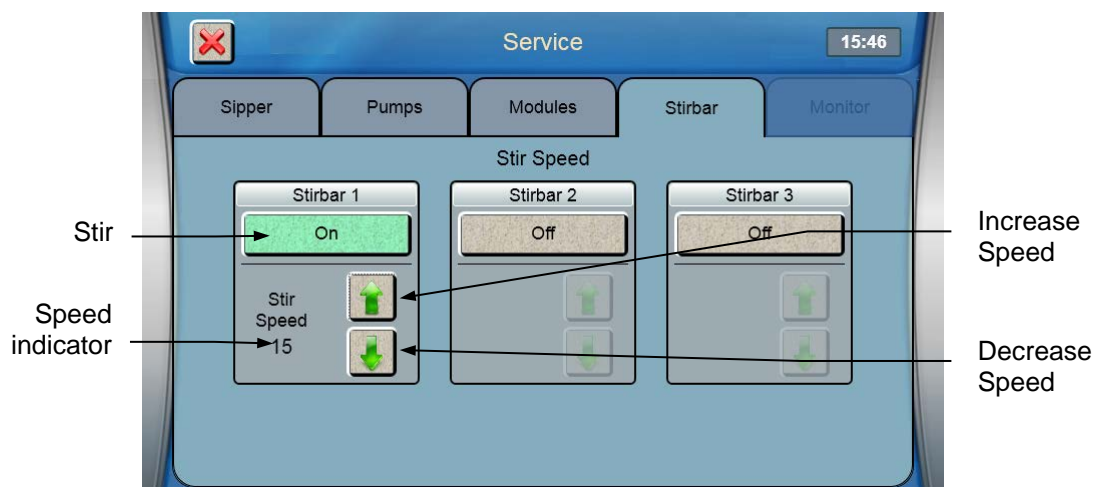 Service
15:46
Sipper
Pumps
Modules
Stirbar
Monitor
Stir Speed
Stirbar 1
Stirbar 2
Stirbar 3
On
Off
Off
Stir
Speed
15
Stir
Speed
indicator
Increase
Speed
Decrease
Speed